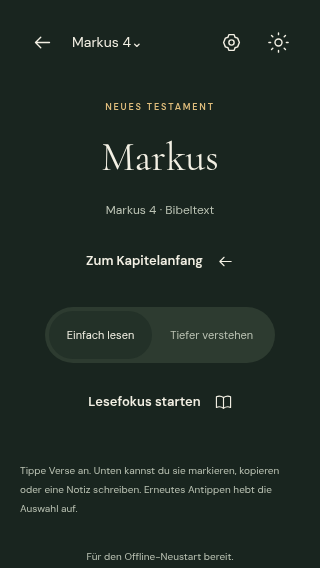 Markus 4
NEUES TESTAMENT
Markus
Markus 4 · Bibeltext
Zum Kapitelanfang
Einfach lesen
Tiefer verstehen
Lesefokus starten
Tippe Verse an. Unten kannst du sie markieren, kopieren
oder eine Notiz schreiben. Erneutes Antippen hebt die
Auswahl auf.
Für den Offline-Neustart bereit.